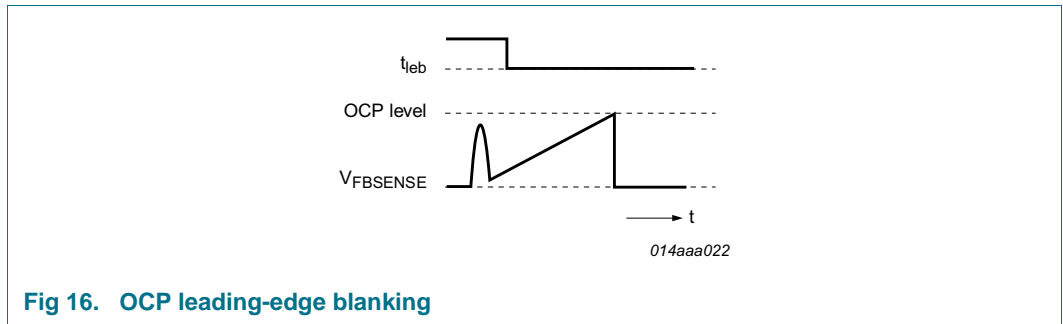 t_leb
OCP level
V_FBSENSE
t
014aaa022
Fig 16. OCP leading-edge blanking